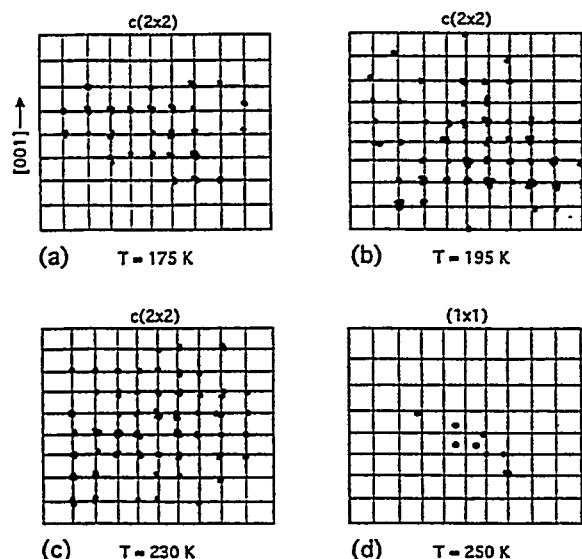 c(2x2)
c(2x2)
[001] →
(a) T = 175 K
(b) T = 195 K
c(2x2)
(1x1)
(c) T = 230 K
(d) T = 250 K